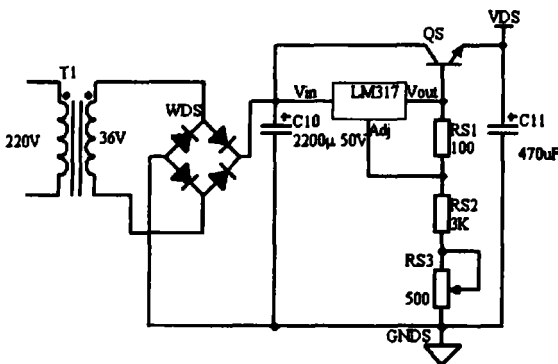 QS
VDS
T1
WDS
Vin
LM317
Vout
220V
36V
C10
2200μ 50V
Adj
RS1
100
C11
470uF
RS2
3K
RS3
500
GNDS